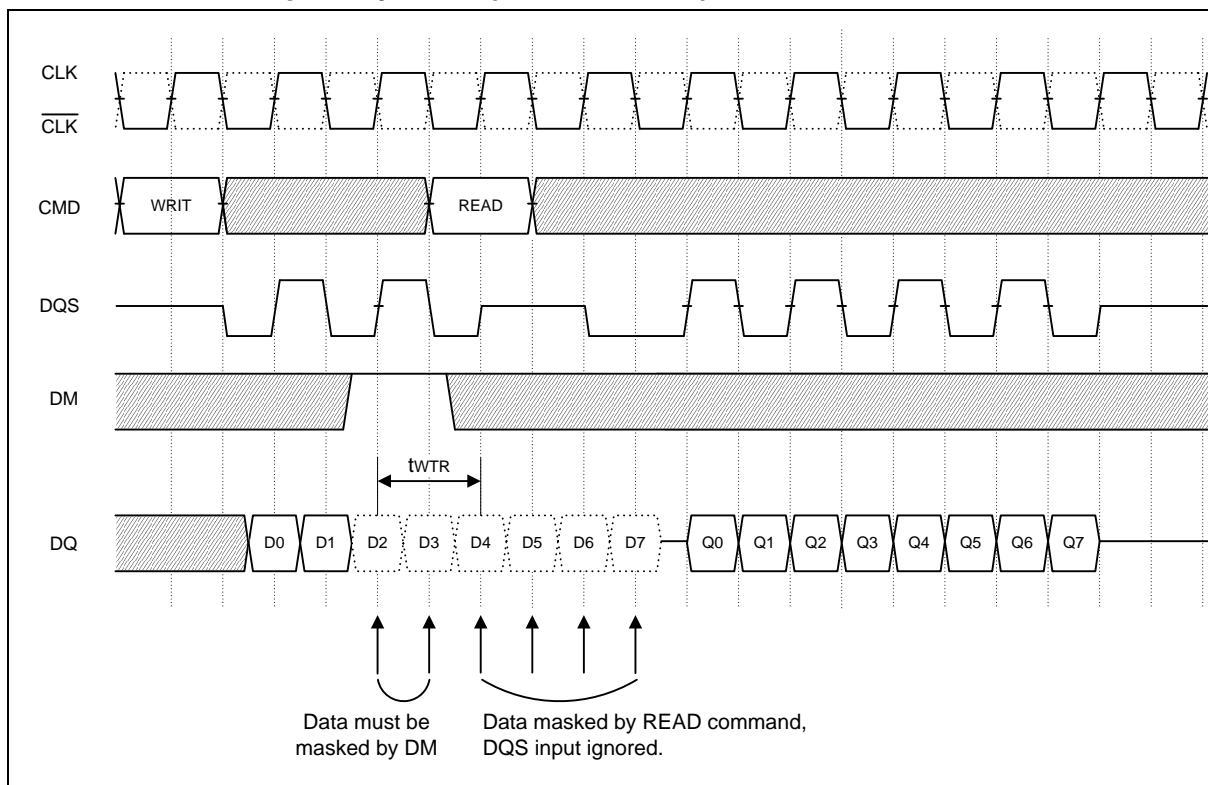 CLK
CLK
CMD WRIT READ
DQS
DM
tWTR
DQ D0 D1 D2 D3 D4 D5 D6 D7 Q0 Q1 Q2 Q3 Q4 Q5 Q6 Q7
Data must be
masked by DM
Data masked by READ command,
DQS input ignored.